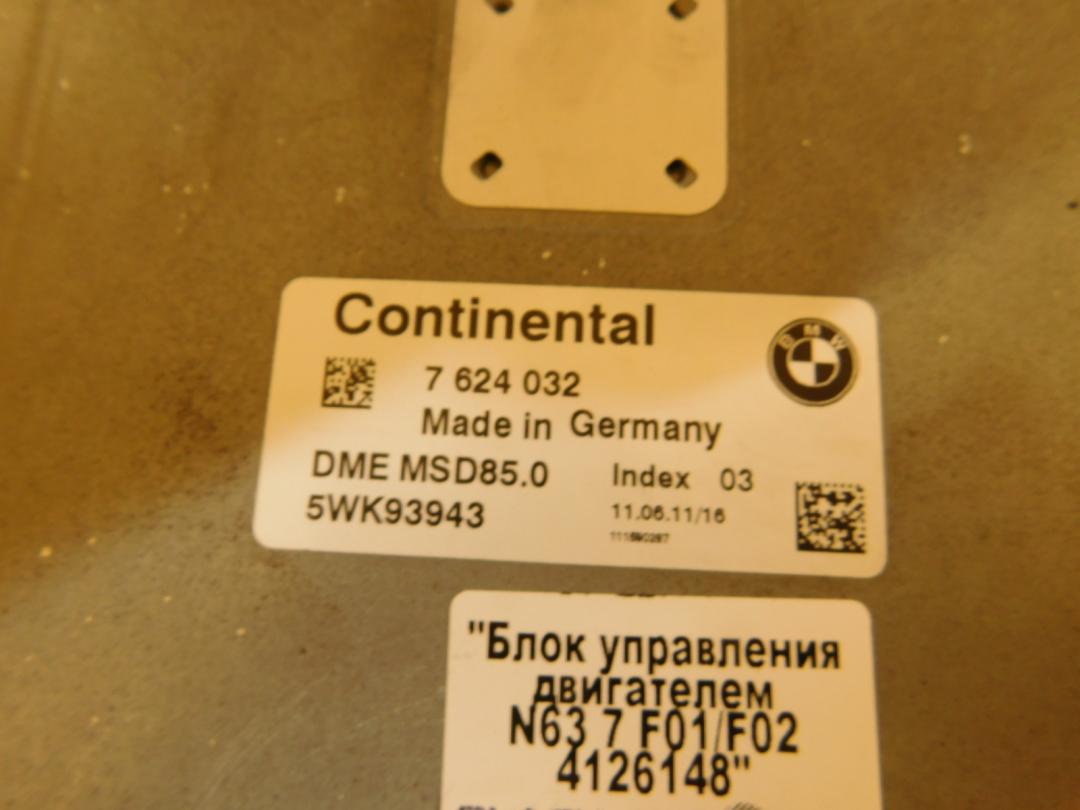 Continental
BMW
7 624 032
Made in Germany
DME MSD85.0 Index 03
5WK93943 11.06.11/16
"Блок управления
двигателем
N63 7 F01/F02
4126148"